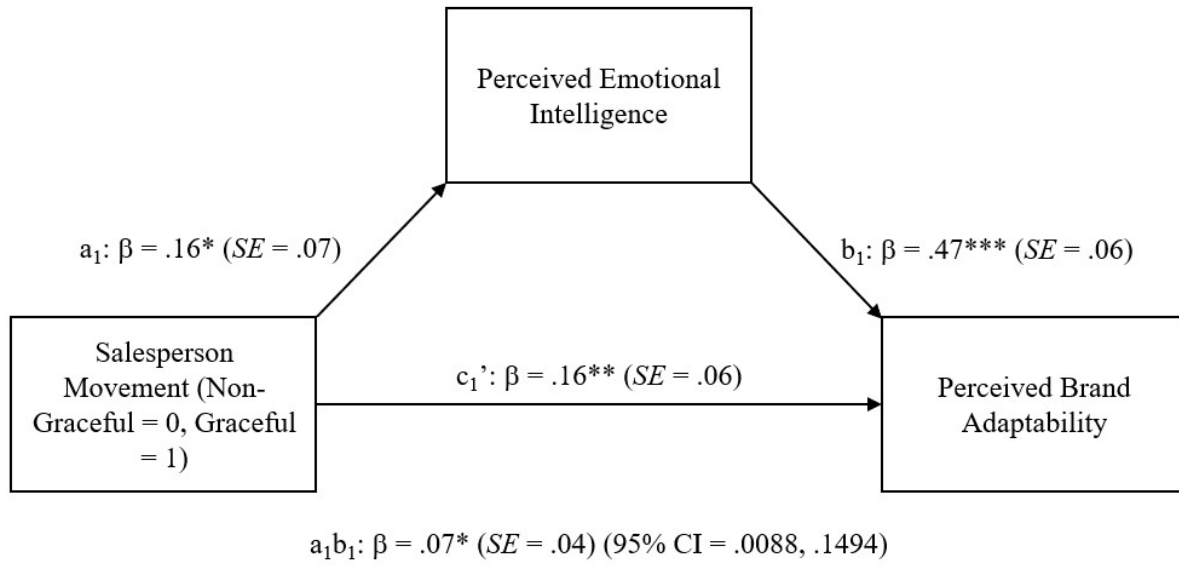 Perceived Emotional
Intelligence
a₁: β = .16* (SE = .07)
b₁: β = .47*** (SE = .06)
Salesperson
Movement (Non-
Graceful = 0, Graceful
= 1)
c₁’: β = .16** (SE = .06)
Perceived Brand
Adaptability
a₁b₁: β = .07* (SE = .04) (95% CI = .0088, .1494)